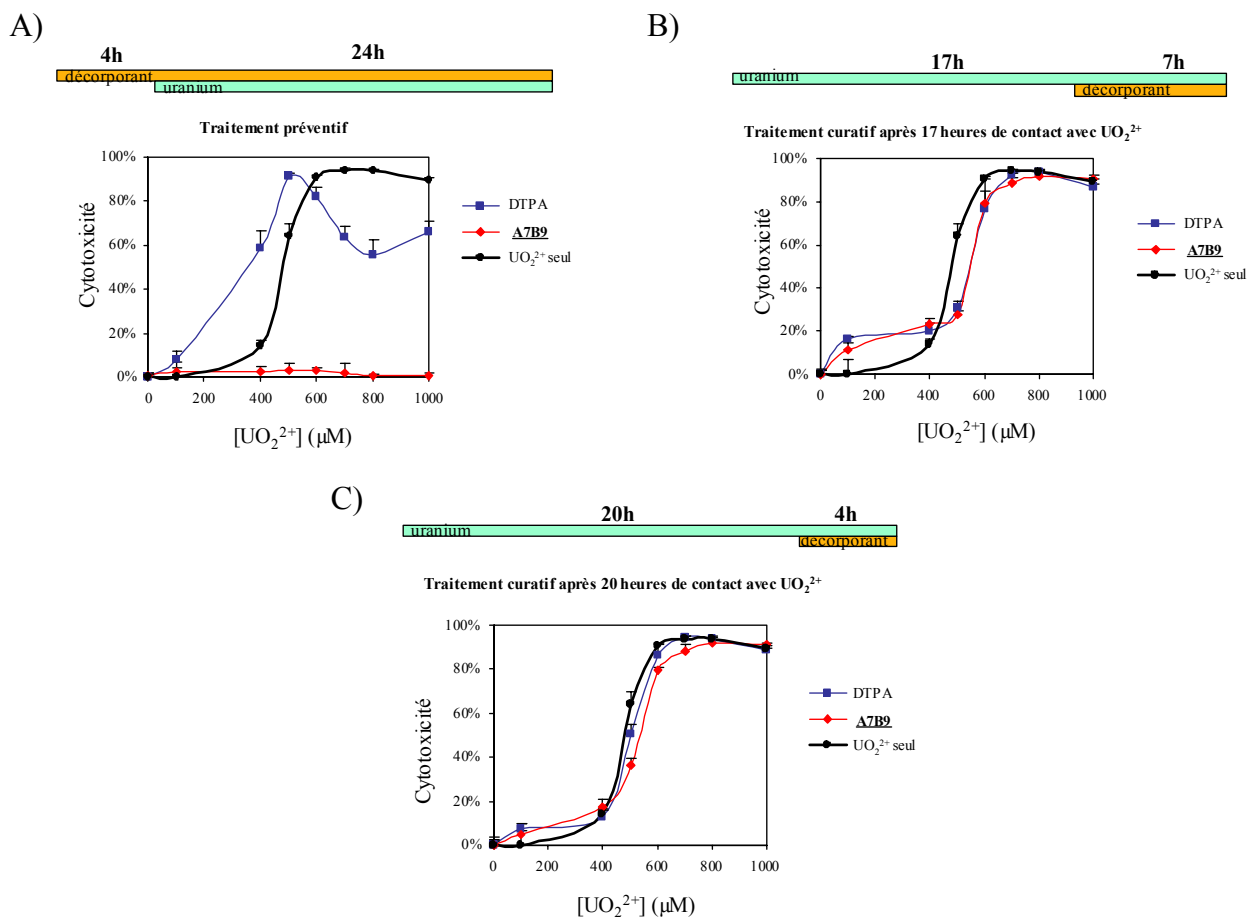 A)
4h 24h
décorporant
uranium
Traitement préventif
100%
80%
60%
40%
20%
0%
Cytotoxicité
0 200 400 600 800 1000
[UO₂²⁺] (µM)
DTPA
A7B9
UO₂²⁺ seul
B)
17h 7h
uranium
décorporant
Traitement curatif après 17 heures de contact avec UO₂²⁺
100%
80%
60%
40%
20%
0%
Cytotoxicité
0 200 400 600 800 1000
[UO₂²⁺] (µM)
DTPA
A7B9
UO₂²⁺ seul
C)
20h 4h
uranium
décorporant
Traitement curatif après 20 heures de contact avec UO₂²⁺
100%
80%
60%
40%
20%
0%
Cytotoxicité
0 200 400 600 800 1000
[UO₂²⁺] (µM)
DTPA
A7B9
UO₂²⁺ seul